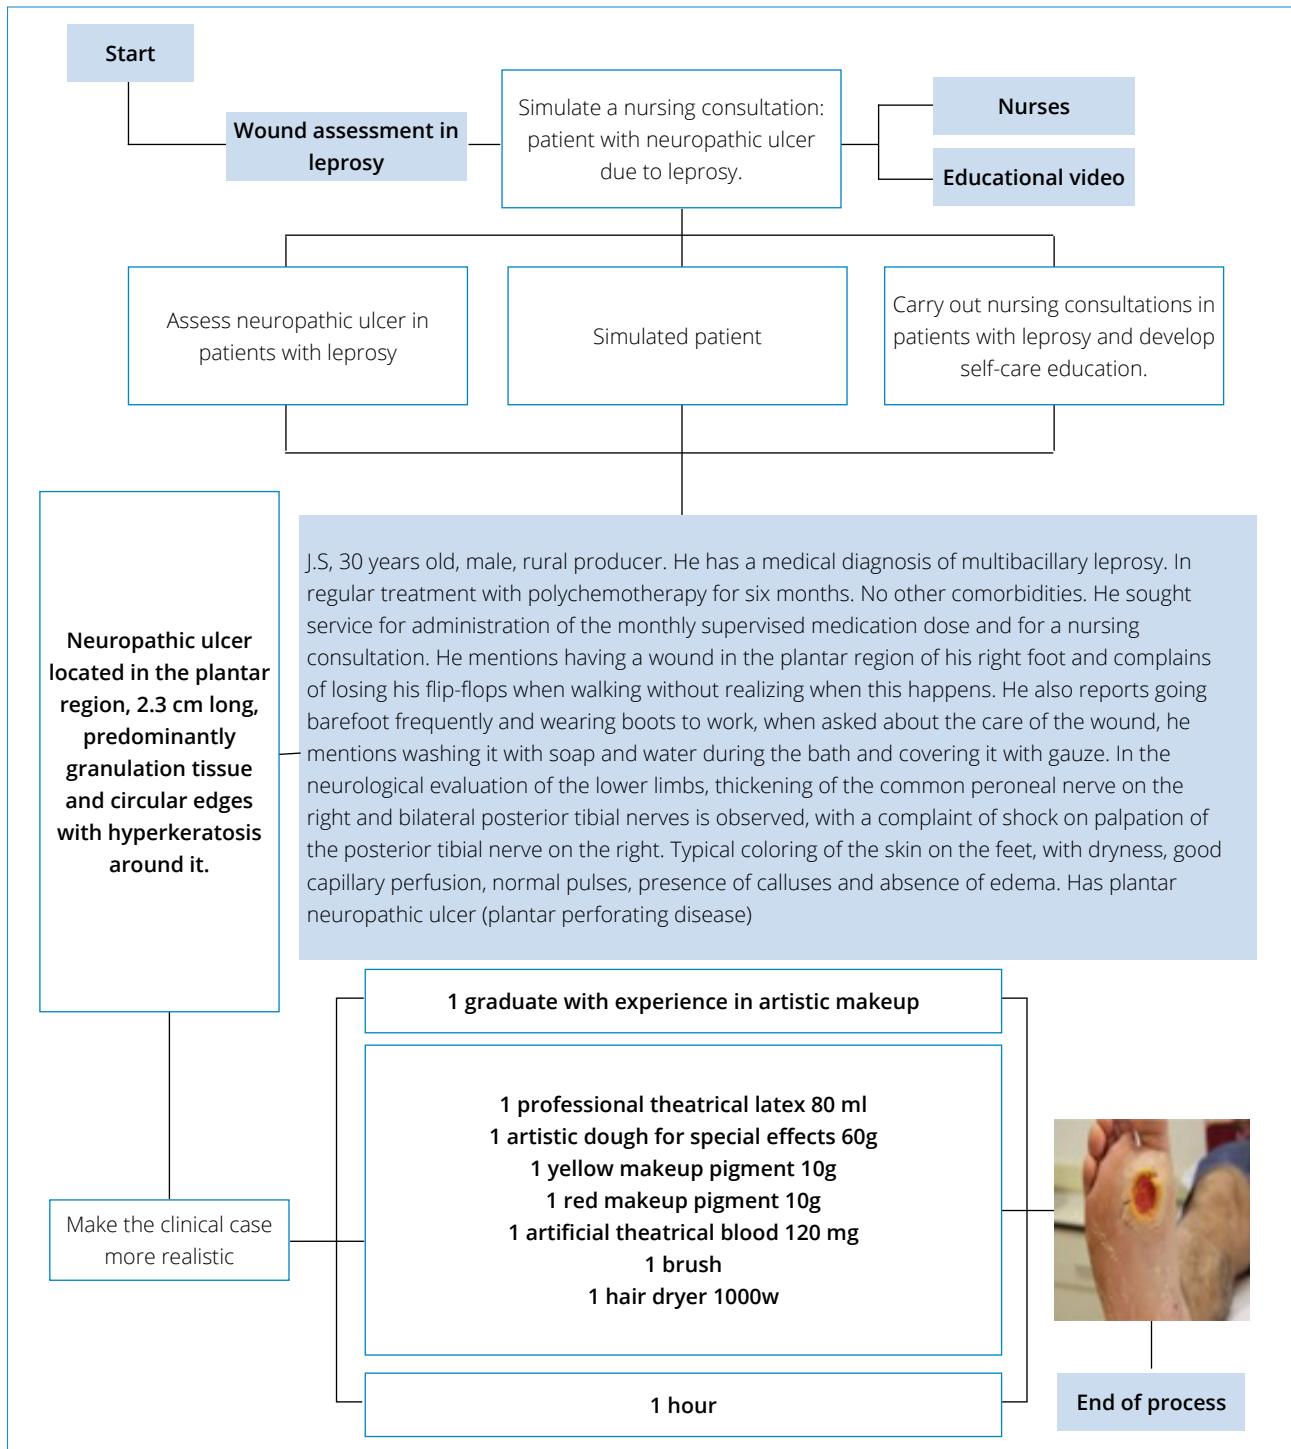 Start
Wound assessment in
leprosy
Simulate a nursing consultation:
patient with neuropathic ulcer
due to leprosy.
Nurses
Educational video
Assess neuropathic ulcer in
patients with leprosy
Simulated patient
Carry out nursing consultations in
patients with leprosy and develop
self-care education.
Neuropathic ulcer
located in the plantar
region, 2.3 cm long,
predominantly
granulation tissue
and circular edges
with hyperkeratosis
around it.
J.S, 30 years old, male, rural producer. He has a medical diagnosis of multibacillary leprosy. In
regular treatment with polychemotherapy for six months. No other comorbidities. He sought
service for administration of the monthly supervised medication dose and for a nursing
consultation. He mentions having a wound in the plantar region of his right foot and complains
of losing his flip-flops when walking without realizing when this happens. He also reports going
barefoot frequently and wearing boots to work, when asked about the care of the wound, he
mentions washing it with soap and water during the bath and covering it with gauze. In the
neurological evaluation of the lower limbs, thickening of the common peroneal nerve on the
right and bilateral posterior tibial nerves is observed, with a complaint of shock on palpation of
the posterior tibial nerve on the right. Typical coloring of the skin on the feet, with dryness, good
capillary perfusion, normal pulses, presence of calluses and absence of edema. Has plantar
neuropathic ulcer (plantar perforating disease)
1 graduate with experience in artistic makeup
1 professional theatrical latex 80 ml
1 artistic dough for special effects 60g
1 yellow makeup pigment 10g
1 red makeup pigment 10g
1 artificial theatrical blood 120 mg
1 brush
1 hair dryer 1000w
Make the clinical case
more realistic
1 hour
End of process